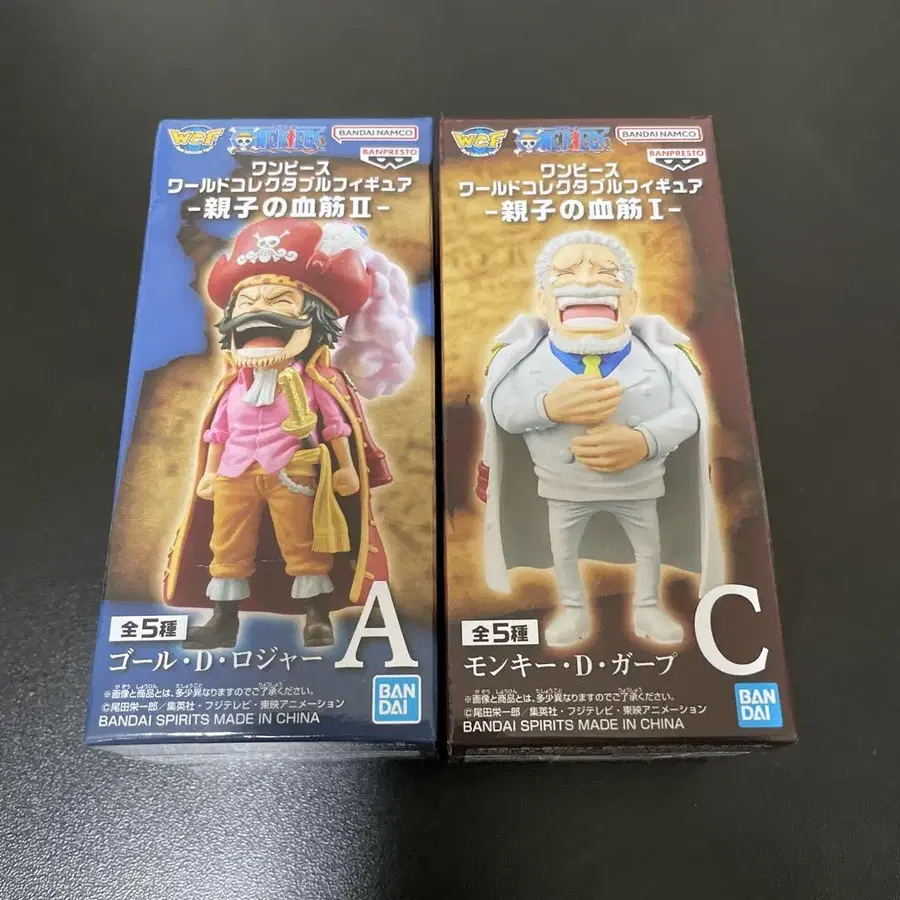 WCF
ONE PIECE
BANDAI NAMCO
BANPRESTO
ワンピース
ワールドコレクタブルフィギュア
-親子の血筋II-
A
全5種
ゴール・D・ロジャー
※画像と商品とは、多少異なりますのでご了承ください。
©尾田栄一郎/集英社・フジテレビ・東映アニメーション
BANDAI SPIRITS MADE IN CHINA
BAN
DAI
WCF
ONE PIECE
BANDAI NAMCO
BANPRESTO
ワンピース
ワールドコレクタブルフィギュア
-親子の血筋I-
C
全5種
モンキー・D・ガープ
※画像と商品とは、多少異なりますのでご了承ください。
©尾田栄一郎/集英社・フジテレビ・東映アニメーション
BANDAI SPIRITS MADE IN CHINA
BAN
DAI